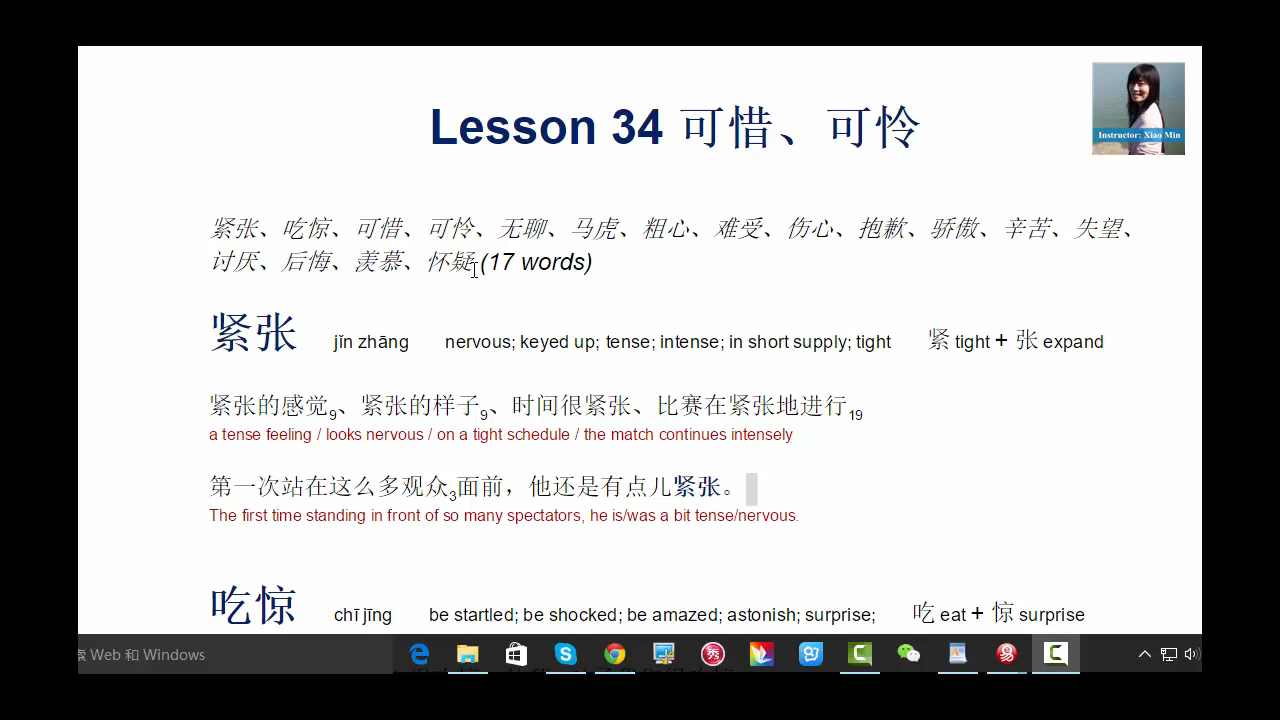 Lesson 34 可惜、可怜
Instructor: Xiao Min
紧张、吃惊、可惜、可怜、无聊、马虎、粗心、难受、伤心、抱歉、骄傲、辛苦、失望、
讨厌、后悔、羡慕、怀疑(17 words)
紧张 jǐn zhāng nervous; keyed up; tense; intense; in short supply; tight 紧 tight + 张 expand
紧张的感觉9、紧张的样子9、时间很紧张、比赛在紧张地进行19
a tense feeling / looks nervous / on a tight schedule / the match continues intensely
第一次站在这么多观众3面前，他还是有点儿紧张。
The first time standing in front of so many spectators, he is/was a bit tense/nervous.
吃惊 chī jīng be startled; be shocked; be amazed; astonish; surprise; 吃 eat + 惊 surprise
索 Web 和 Windows